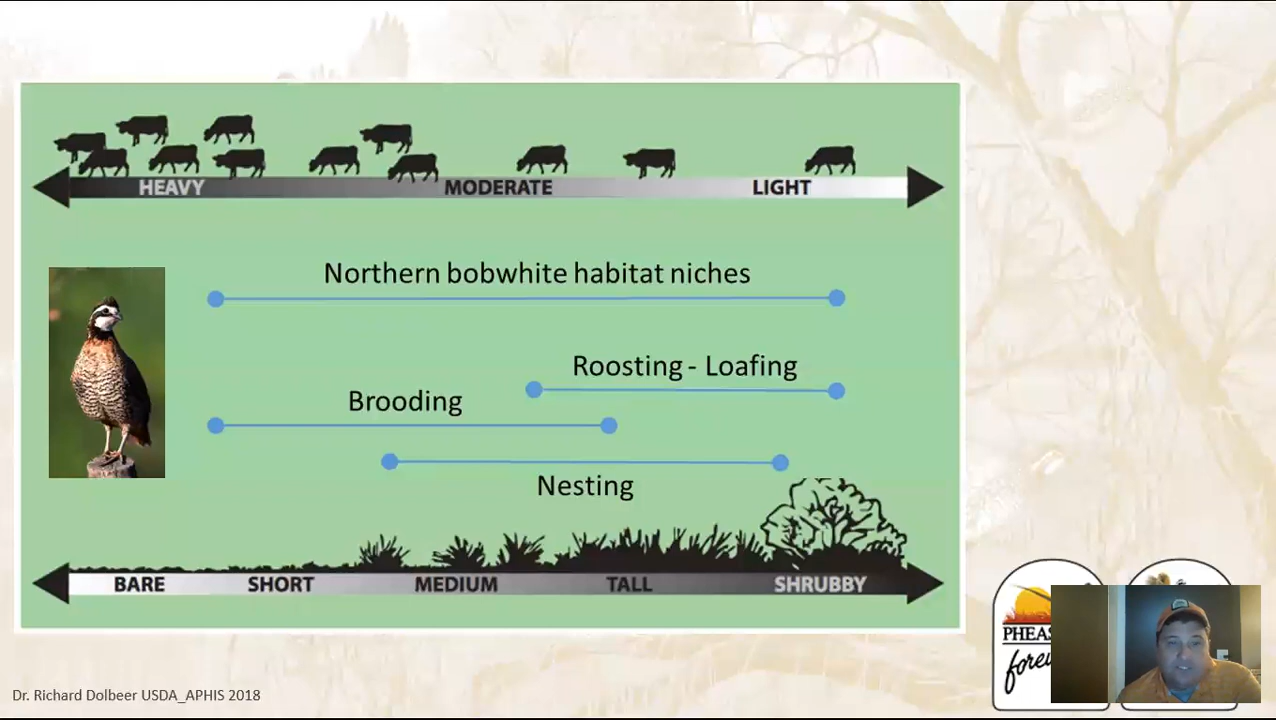 HEAVY MODERATE LIGHT
Northern bobwhite habitat niches
Roosting - Loafing
Brooding
Nesting
BARE SHORT MEDIUM TALL SHRUBBY
Dr. Richard Dolbeer USDA_APHIS 2018